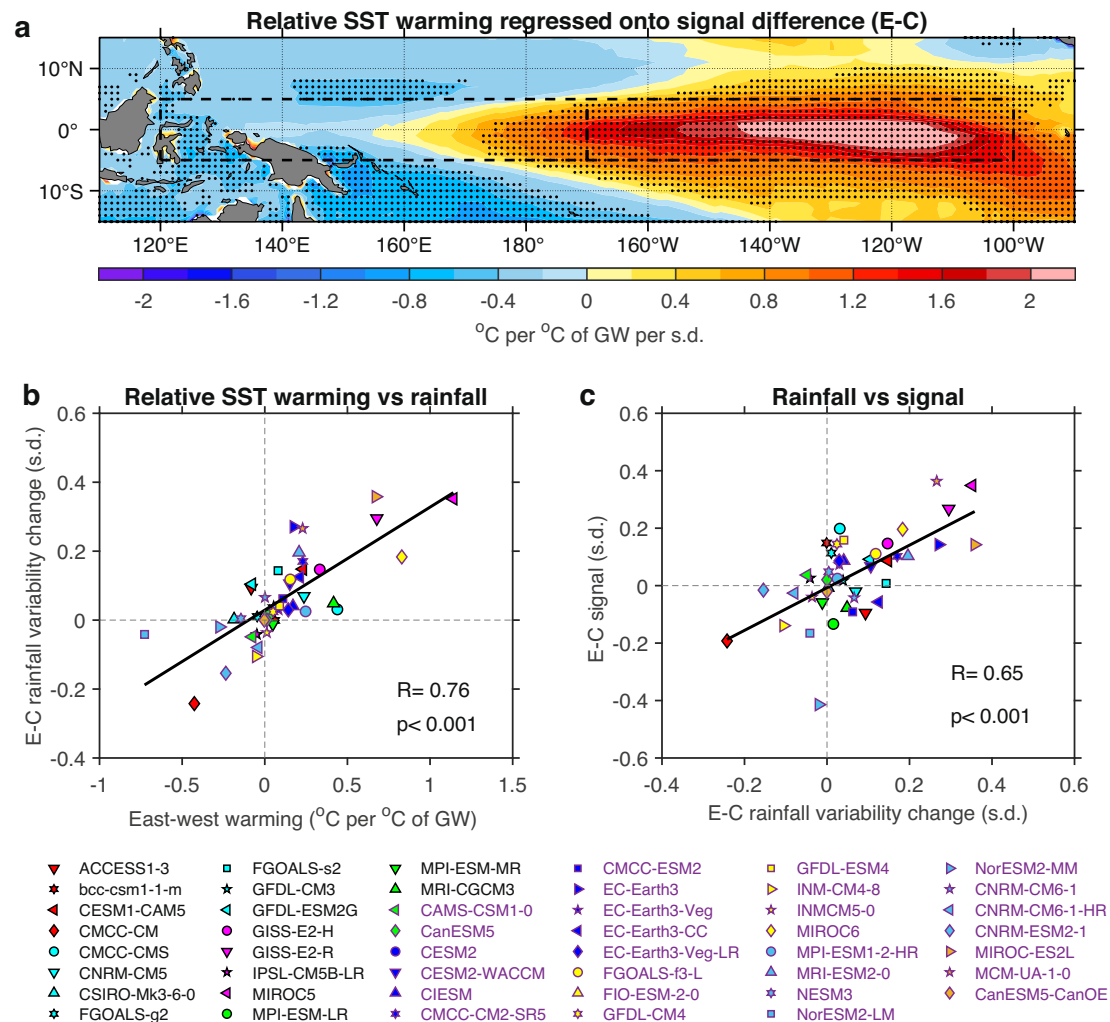 a
Relative SST warming regressed onto signal difference (E-C)
10°N
0°
10°S
120°E 140°E 160°E 180° 160°W 140°W 120°W 100°W
-2 -1.6 -1.2 -0.8 -0.4 0 0.4 0.8 1.2 1.6 2
°C per °C of GW per s.d.
b
Relative SST warming vs rainfall
E-C rainfall variability change (s.d.)
0.6
0.4
0.2
0
-0.2
-0.4
R= 0.76
p< 0.001
-1 -0.5 0 0.5 1 1.5
East-west warming (°C per °C of GW)
c
Rainfall vs signal
E-C signal (s.d.)
0.6
0.4
0.2
0
-0.2
-0.4
-0.6
R= 0.65
p< 0.001
-0.4 -0.2 0 0.2 0.4 0.6
E-C rainfall variability change (s.d.)
ACCESS1-3
bcc-csm1-1-m
CESM1-CAM5
CMCC-CM
CMCC-CMS
CNRM-CM5
CSIRO-Mk3-6-0
FGOALS-g2
FGOALS-s2
GFDL-CM3
GFDL-ESM2G
GISS-E2-H
GISS-E2-R
IPSL-CM5B-LR
MIROC5
MPI-ESM-LR
MPI-ESM-MR
MRI-CGCM3
CAMS-CSM1-0
CanESM5
CESM2
CESM2-WACCM
CIESM
CMCC-CM2-SR5
CMCC-ESM2
EC-Earth3
EC-Earth3-Veg
EC-Earth3-CC
EC-Earth3-Veg-LR
FGOALS-f3-L
FIO-ESM-2-0
GFDL-CM4
GFDL-ESM4
INM-CM4-8
INMCM5-0
MIROC6
MPI-ESM1-2-HR
MRI-ESM2-0
NESM3
NorESM2-LM
NorESM2-MM
CNRM-CM6-1
CNRM-CM6-1-HR
CNRM-ESM2-1
MIROC-ES2L
MCM-UA-1-0
CanESM5-CanOE